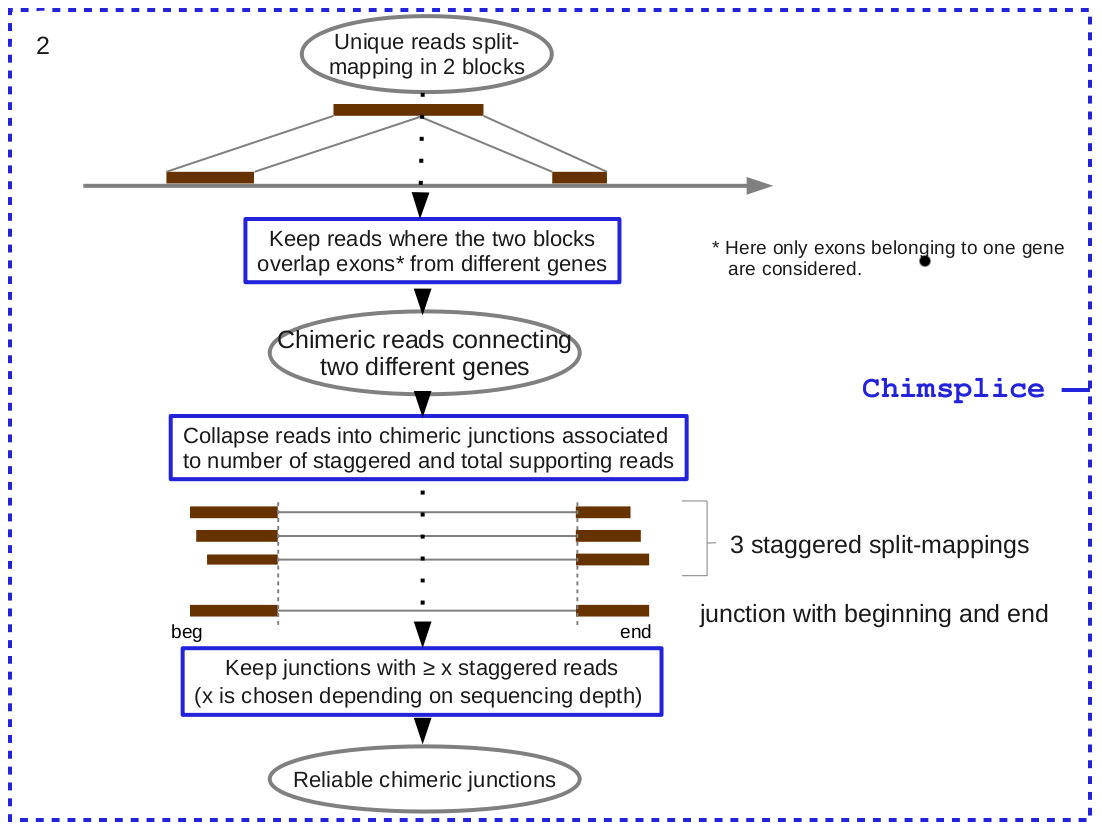 2
Unique reads split-
mapping in 2 blocks
Keep reads where the two blocks
overlap exons* from different genes
* Here only exons belonging to one gene
are considered.
Chimeric reads connecting
two different genes
Chimsplice
Collapse reads into chimeric junctions associated
to number of staggered and total supporting reads
3 staggered split-mappings
junction with beginning and end
beg
end
Keep junctions with ≥ x staggered reads
(x is chosen depending on sequencing depth)
Reliable chimeric junctions